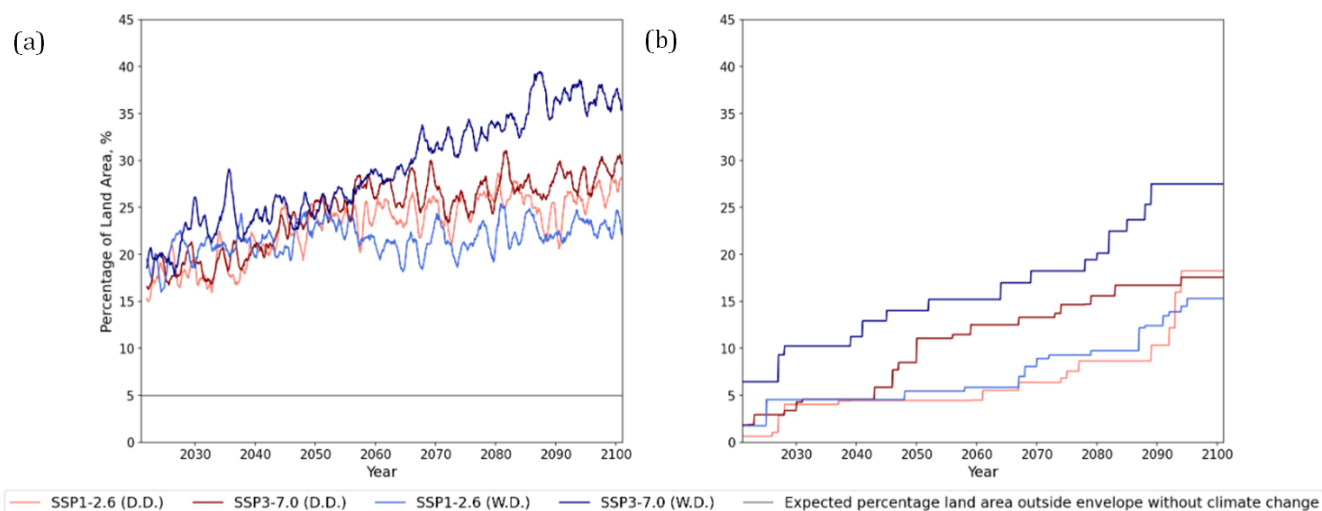 (a)
Percentage of Land Area, %
45
40
35
30
25
20
15
10
5
0
2030 2040 2050 2060 2070 2080 2090 2100
Year
(b)
45
40
35
30
25
20
15
10
5
0
2030 2040 2050 2060 2070 2080 2090 2100
Year
SSP1-2.6 (D.D.) SSP3-7.0 (D.D.) SSP1-2.6 (W.D.) SSP3-7.0 (W.D.) Expected percentage land area outside envelope without climate change